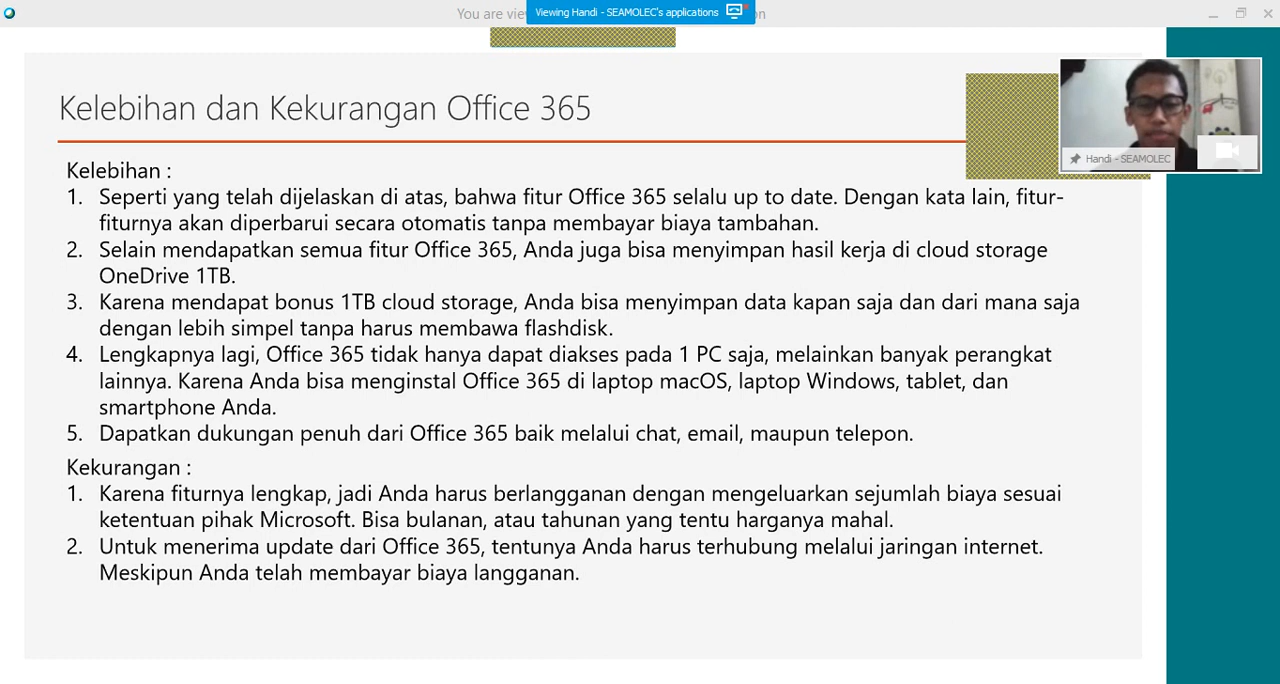 You are vie
Viewing Handi - SEAMOLEC's applications
on
Kelebihan dan Kekurangan Office 365
Handi - SEAMOLEC
Kelebihan :
1. Seperti yang telah dijelaskan di atas, bahwa fitur Office 365 selalu up to date. Dengan kata lain, fitur-
fiturnya akan diperbarui secara otomatis tanpa membayar biaya tambahan.
2. Selain mendapatkan semua fitur Office 365, Anda juga bisa menyimpan hasil kerja di cloud storage
OneDrive 1TB.
3. Karena mendapat bonus 1TB cloud storage, Anda bisa menyimpan data kapan saja dan dari mana saja
dengan lebih simpel tanpa harus membawa flashdisk.
4. Lengkapnya lagi, Office 365 tidak hanya dapat diakses pada 1 PC saja, melainkan banyak perangkat
lainnya. Karena Anda bisa menginstal Office 365 di laptop macOS, laptop Windows, tablet, dan
smartphone Anda.
5. Dapatkan dukungan penuh dari Office 365 baik melalui chat, email, maupun telepon.
Kekurangan :
1. Karena fiturnya lengkap, jadi Anda harus berlangganan dengan mengeluarkan sejumlah biaya sesuai
ketentuan pihak Microsoft. Bisa bulanan, atau tahunan yang tentu harganya mahal.
2. Untuk menerima update dari Office 365, tentunya Anda harus terhubung melalui jaringan internet.
Meskipun Anda telah membayar biaya langganan.